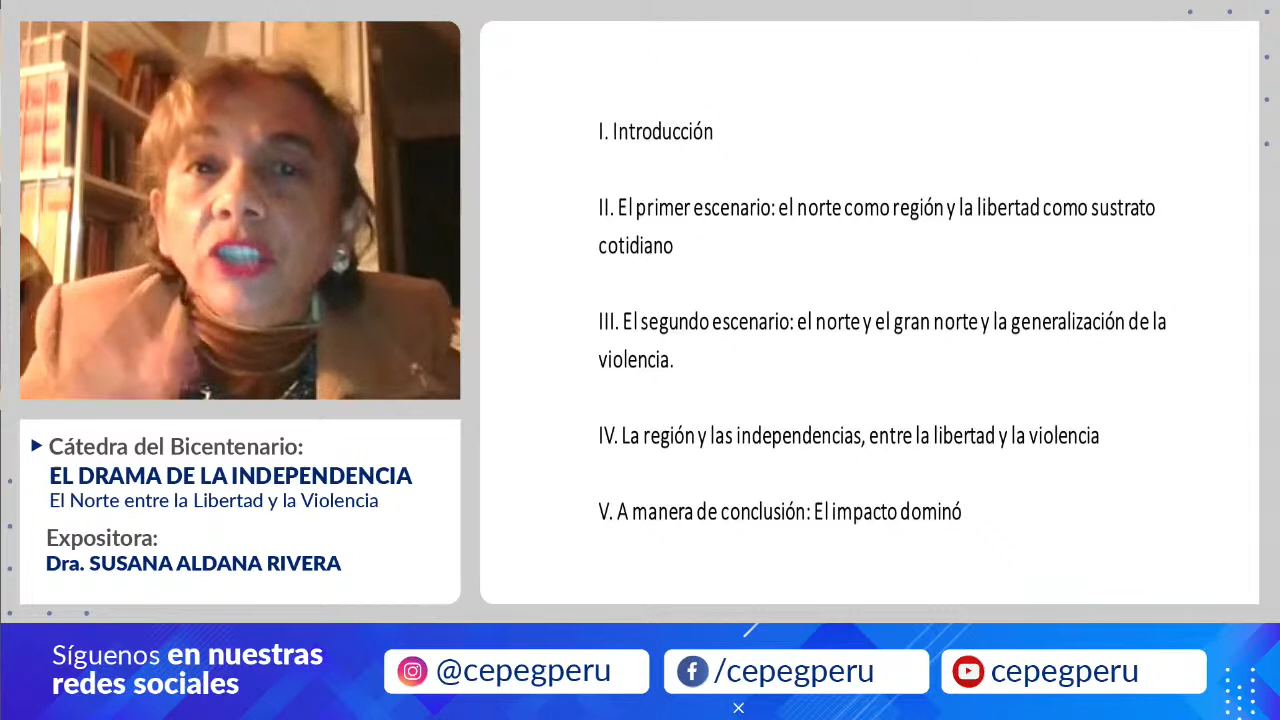 I. Introducción
II. El primer escenario: el norte como región y la libertad como sustrato
cotidiano
III. El segundo escenario: el norte y el gran norte y la generalización de la
violencia.
IV. La región y las independencias, entre la libertad y la violencia
V. A manera de conclusión: El impacto dominó
Cátedra del Bicentenario:
EL DRAMA DE LA INDEPENDENCIA
El Norte entre la Libertad y la Violencia
Expositora:
Dra. SUSANA ALDANA RIVERA
Síguenos en nuestras
redes sociales
@cepegperu
/cepegperu
cepegperu